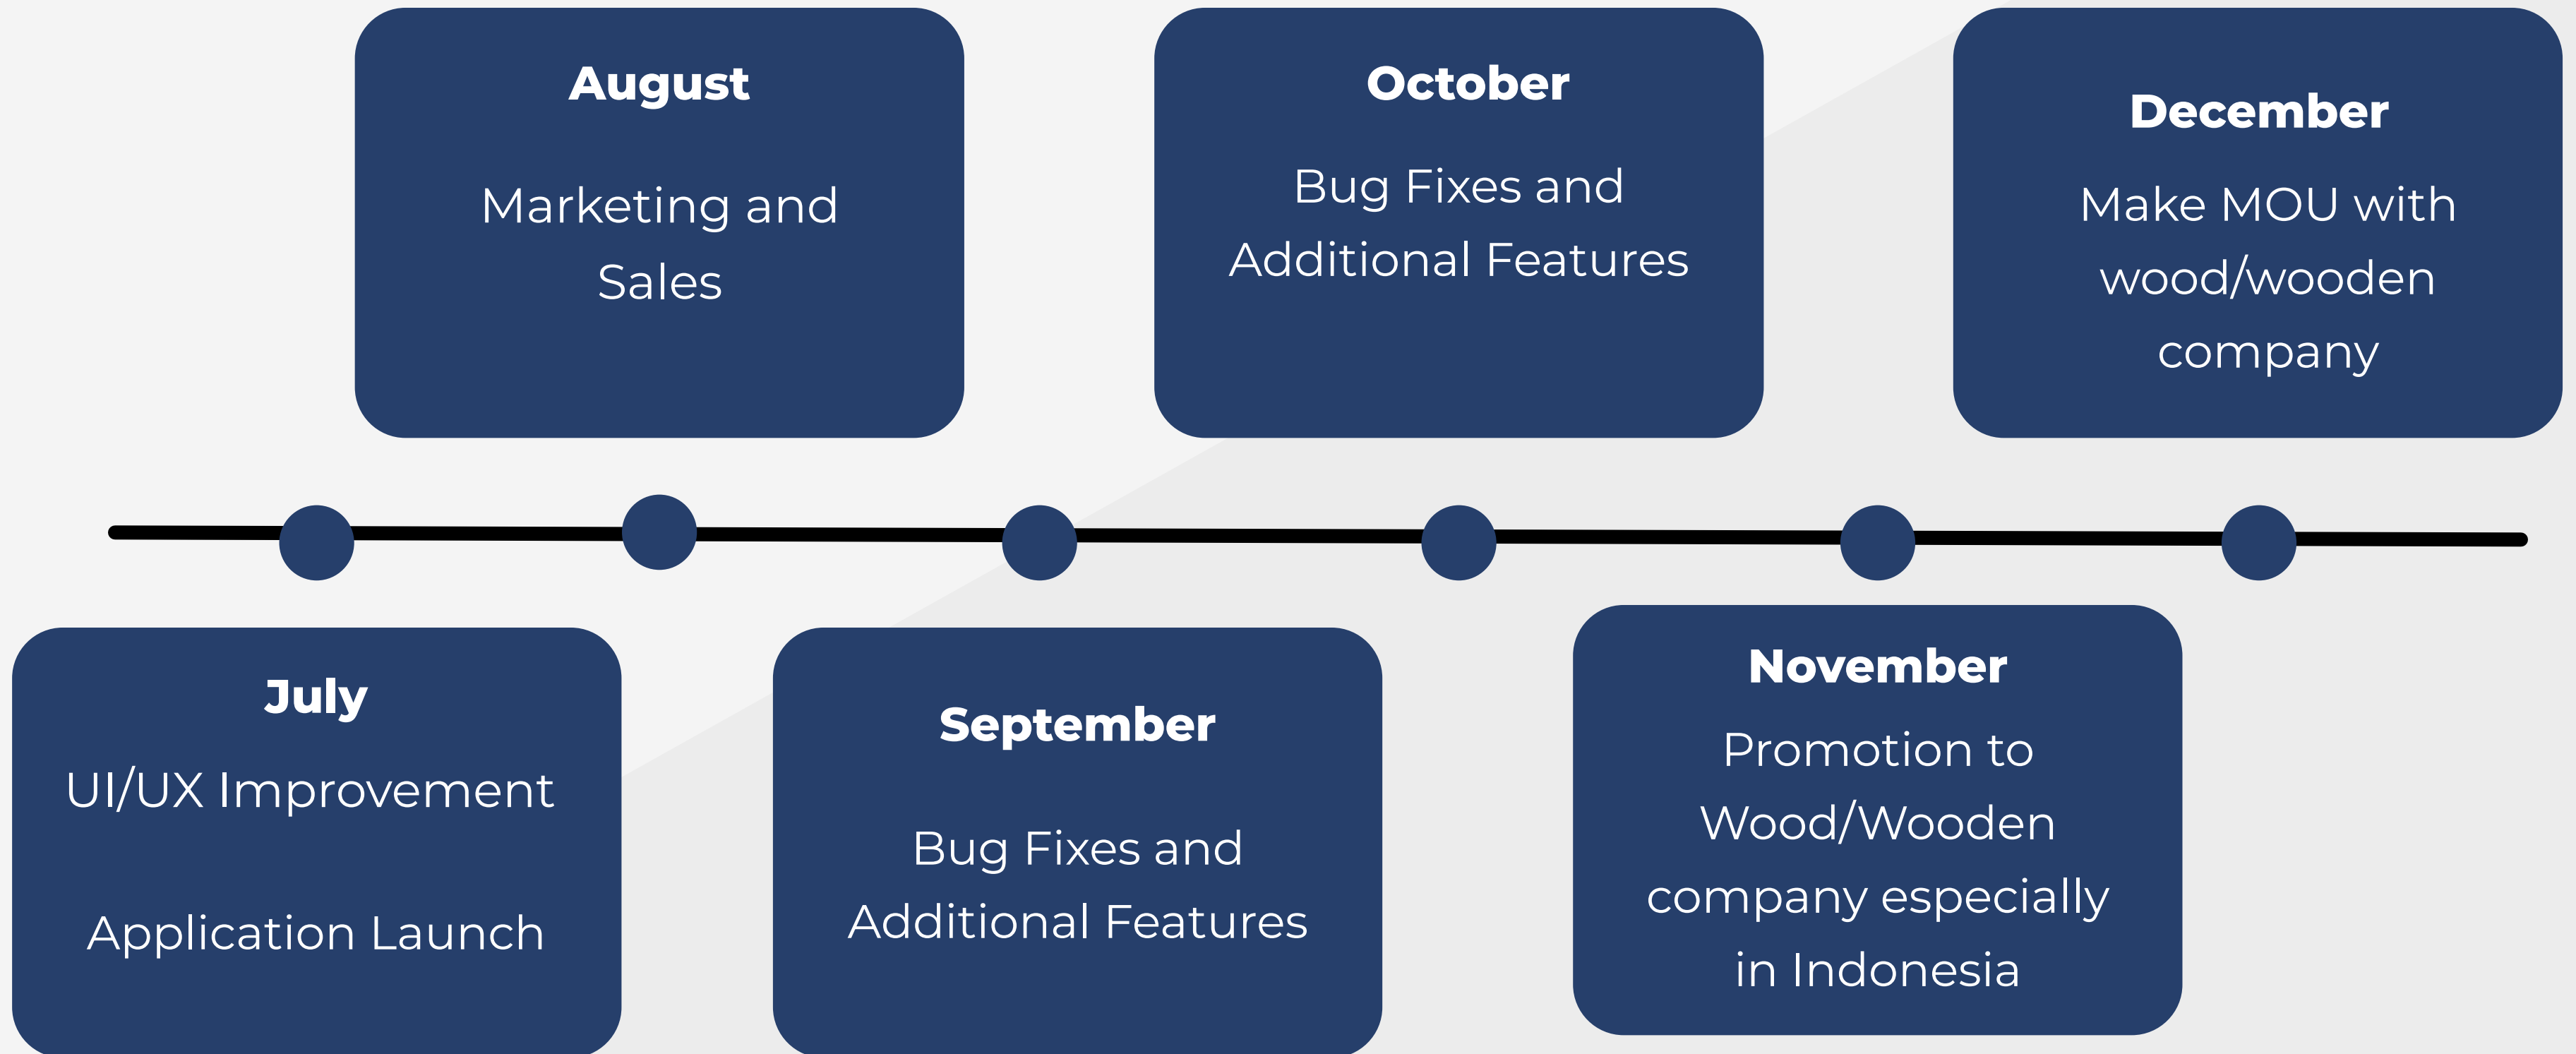 August
Marketing and
Sales
October
Bug Fixes and
Additional Features
December
Make MOU with
wood/wooden
company
July
UI/UX Improvement
Application Launch
September
Bug Fixes and
Additional Features
November
Promotion to
Wood/Wooden
company especially
in Indonesia